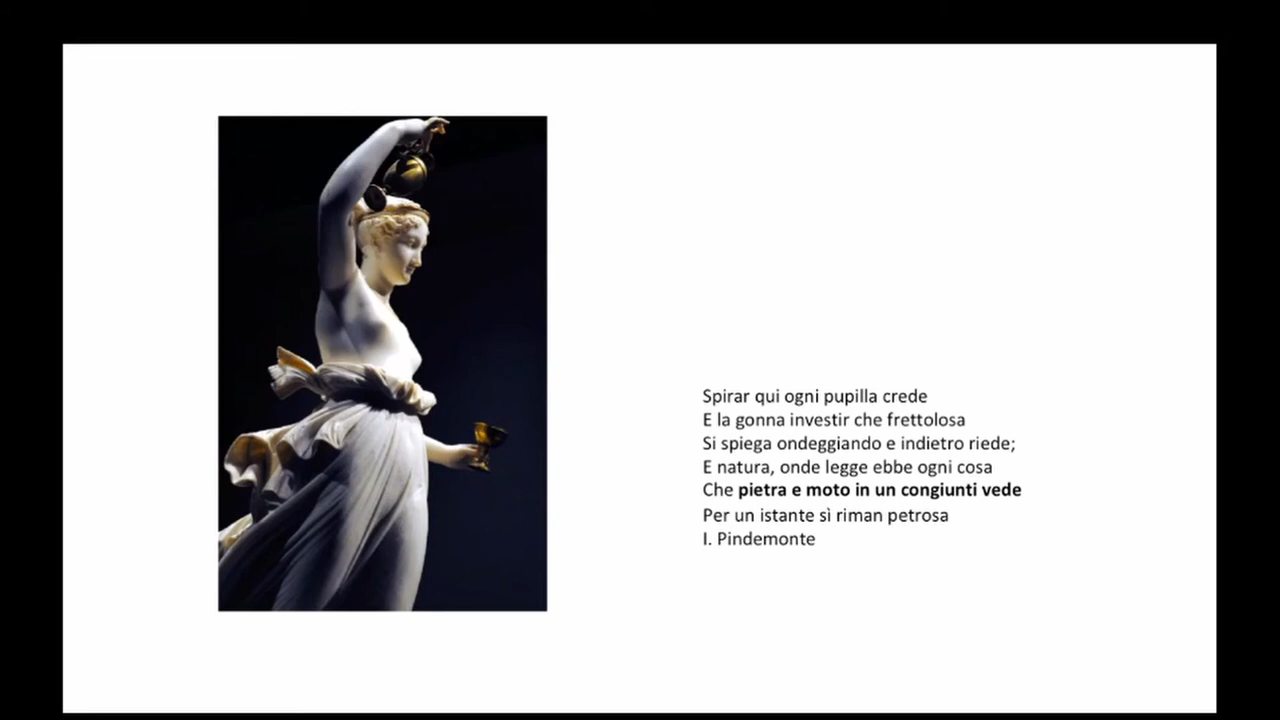 Spirar qui ogni pupilla crede
E la gonna investir che frettolosa
Si spiega ondeggiando e indietro riede;
E natura, onde legge ebbe ogni cosa
Che pietra e moto in un congiunti vede
Per un istante sì riman petrosa
I. Pindemonte